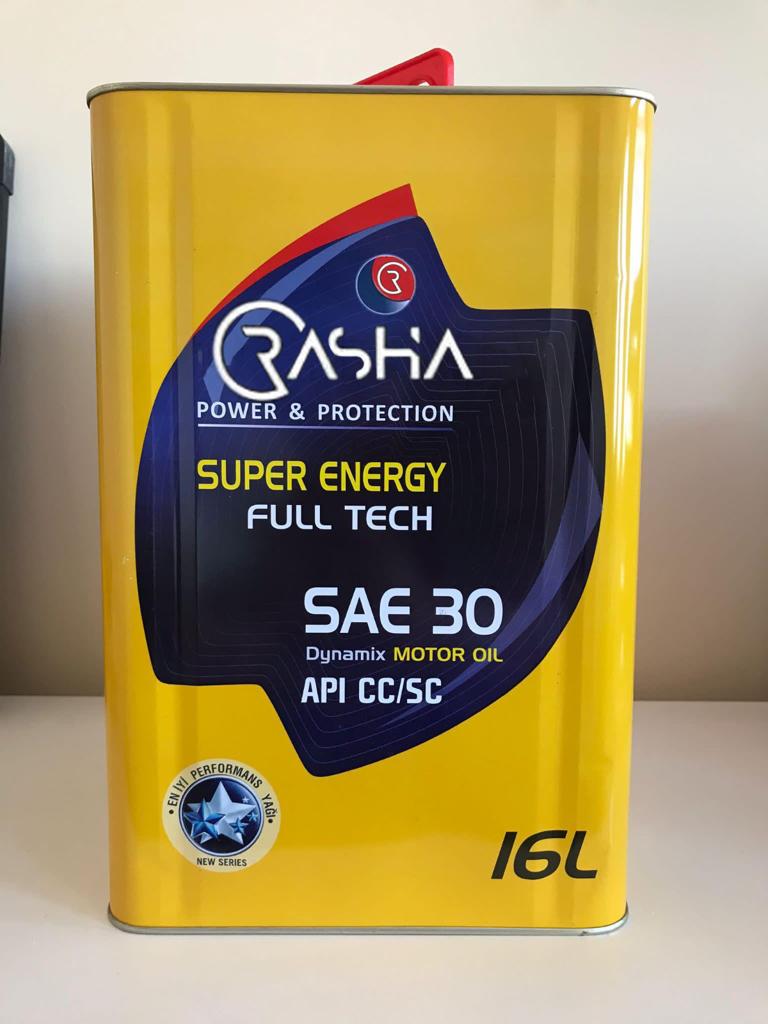 RASHA
POWER & PROTECTION
SUPER ENERGY
FULL TECH
SAE 30
Dynamix MOTOR OIL
API CC/SC
• EN İYİ PERFORMANS YAĞI •
NEW SERIES
16L